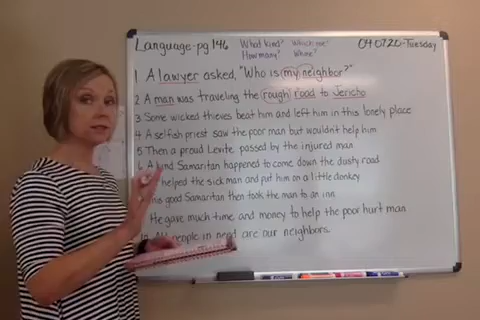 Language-pg 146 What kind? Which one? 04 07 20-Tuesday
How many? Whose?
1 A lawyer asked, "Who is my neighbor?"
2 A man was traveling the rough road to Jericho
3 Some wicked thieves beat him and left him in this lonely place
4 A selfish priest saw the poor man but wouldn't help him
5 Then a proud Levite passed by the injured man
6 A kind Samaritan happened to come down the dusty road
helped the sick man and put him on a little donkey
good Samaritan then took the man to an inn
He gave much time and money to help the poor hurt man
10 All people in need are our neighbors.